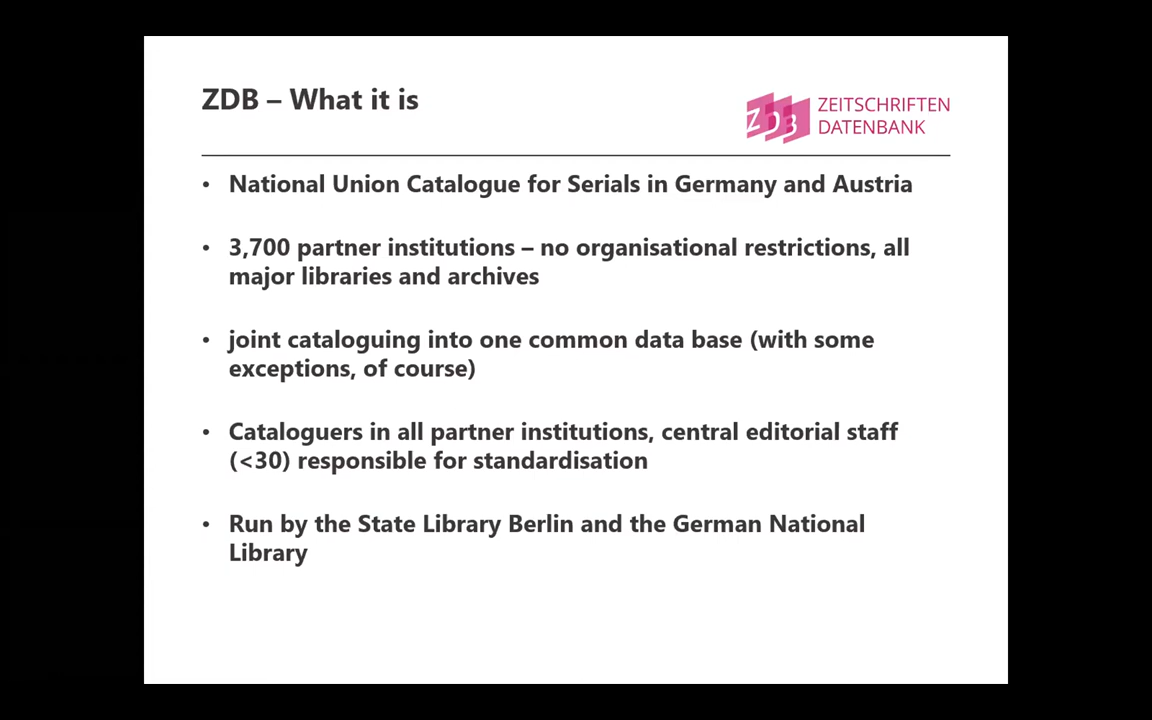 ZDB – What it is
ZDB
ZEITSCHRIFTEN
DATENBANK
• National Union Catalogue for Serials in Germany and Austria
• 3,700 partner institutions – no organisational restrictions, all
major libraries and archives
• joint cataloguing into one common data base (with some
exceptions, of course)
• Cataloguers in all partner institutions, central editorial staff
(<30) responsible for standardisation
• Run by the State Library Berlin and the German National
Library